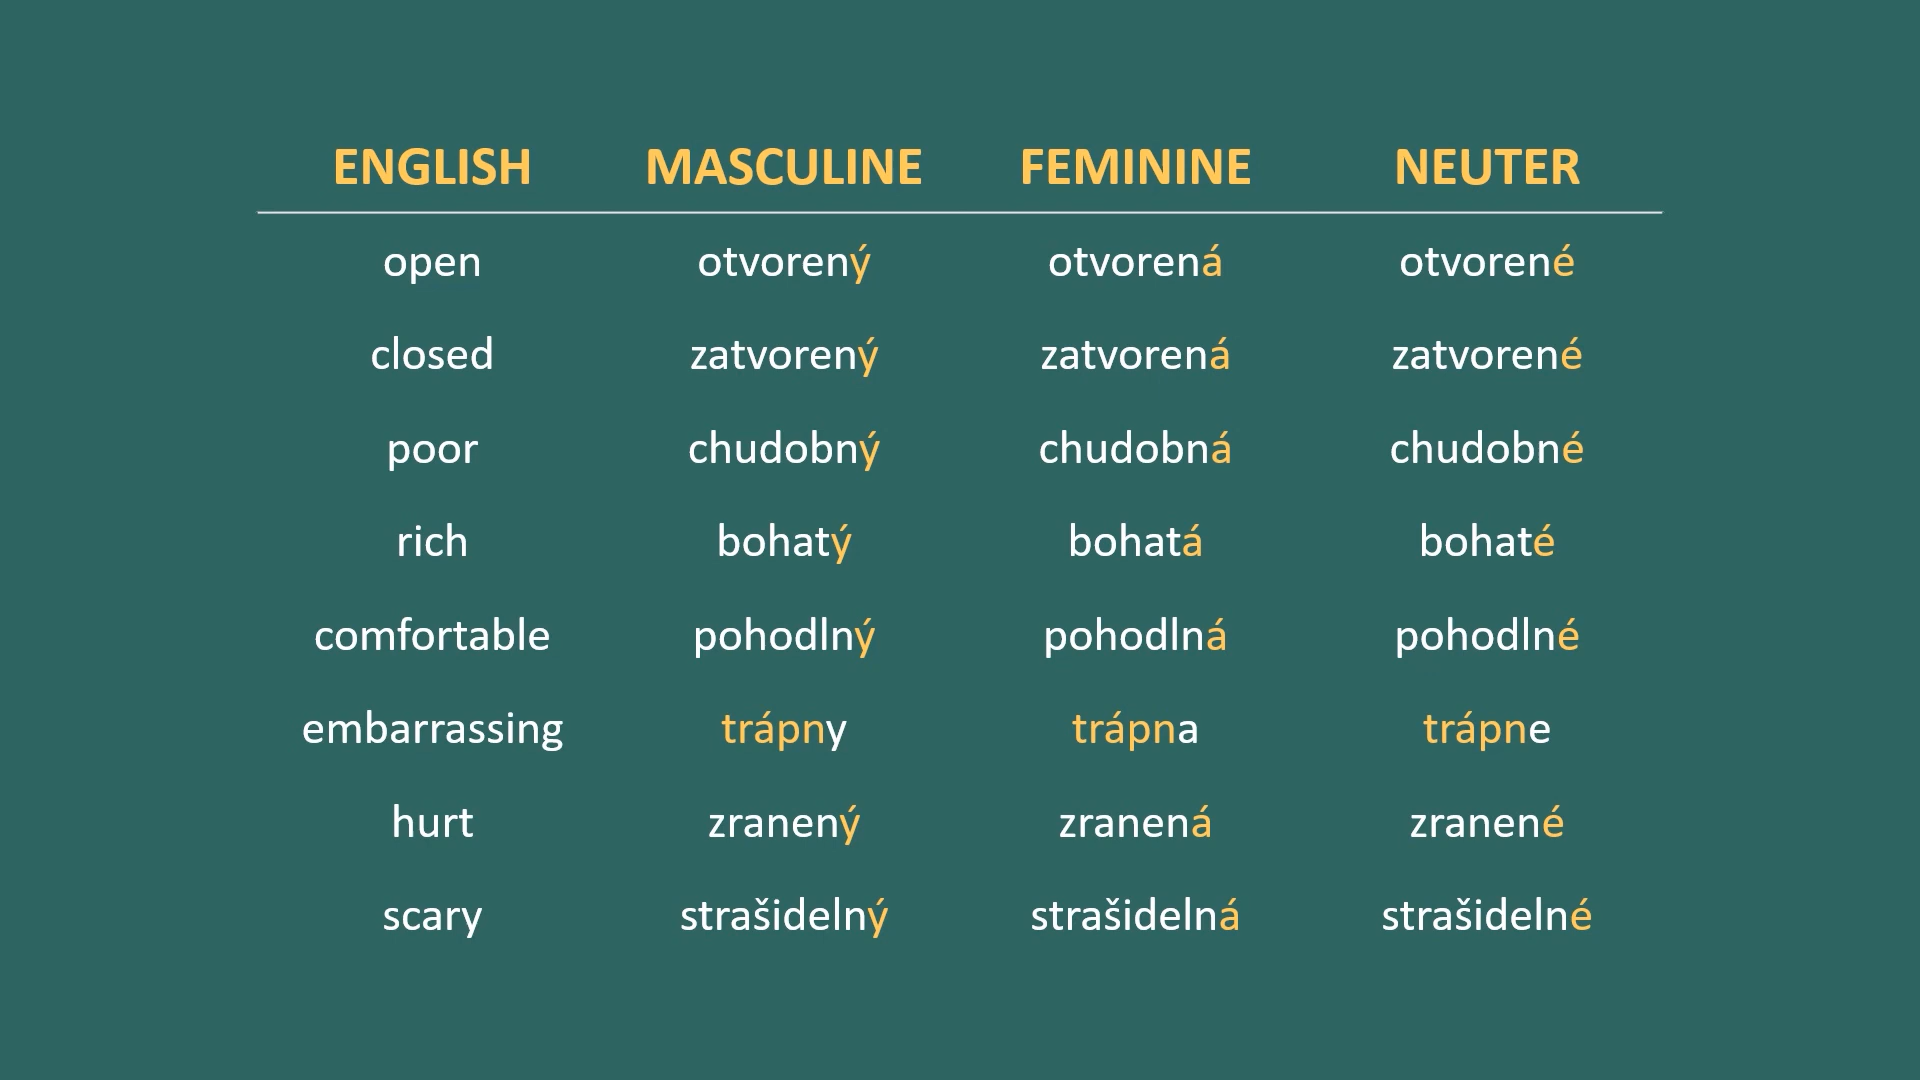 ENGLISH MASCULINE FEMININE NEUTER
open otvorený otvorená otvorené
closed zatvorený zatvorená zatvorené
poor chudobný chudobná chudobné
rich bohatý bohatá bohaté
comfortable pohodlný pohodlná pohodlné
embarrassing trápny trápna trápne
hurt zranený zranená zranené
scary strašidelný strašidelná strašidelné